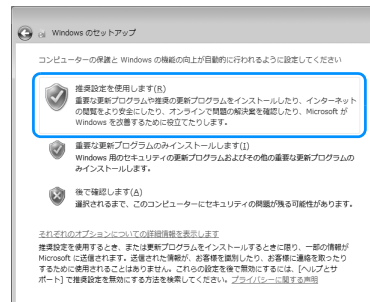 Windows のセットアップ
コンピューターの保護と Windows の機能の向上が自動的に行われるように設定してください
推奨設定を使用します(R)
重要な更新プログラムや推奨の更新プログラムをインストールしたり、インターネット
の閲覧をより安全にしたり、オンラインで問題の解決策を確認したり、Microsoft が
Windows を改善するために役立てたりします。
重要な更新プログラムのみインストールします(I)
Windows 用のセキュリティの更新プログラムおよびその他の重要な更新プログラムの
みインストールします。
後で確認します(A)
選択されるまで、このコンピューターにセキュリティの問題が残る可能性があります。
それぞれのオプションについての詳細情報を表示します
推奨設定を使用するとき、または更新プログラムをインストールするときに限り、一部の情報が
Microsoft に送信されます。送信された情報が、お客様を識別したり、お客様に連絡を取ったり
するために使用されることはありません。これらの設定を後で無効にするには、[ヘルプとサ
ポート] で推奨設定を無効にする方法を検索してください。プライバシーに関する声明